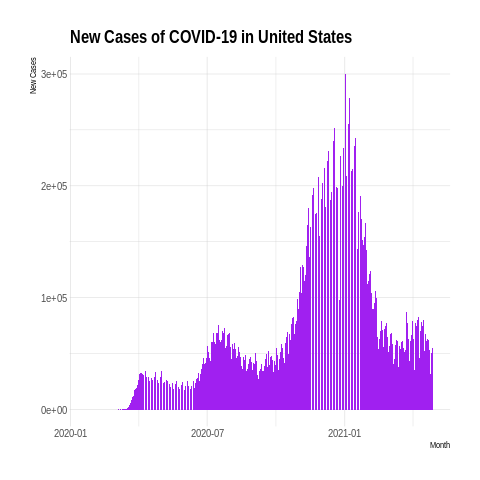 New Cases of COVID-19 in United States
New Cases
3e+05
2e+05
1e+05
0e+00
2020-01 2020-07 2021-01
Month